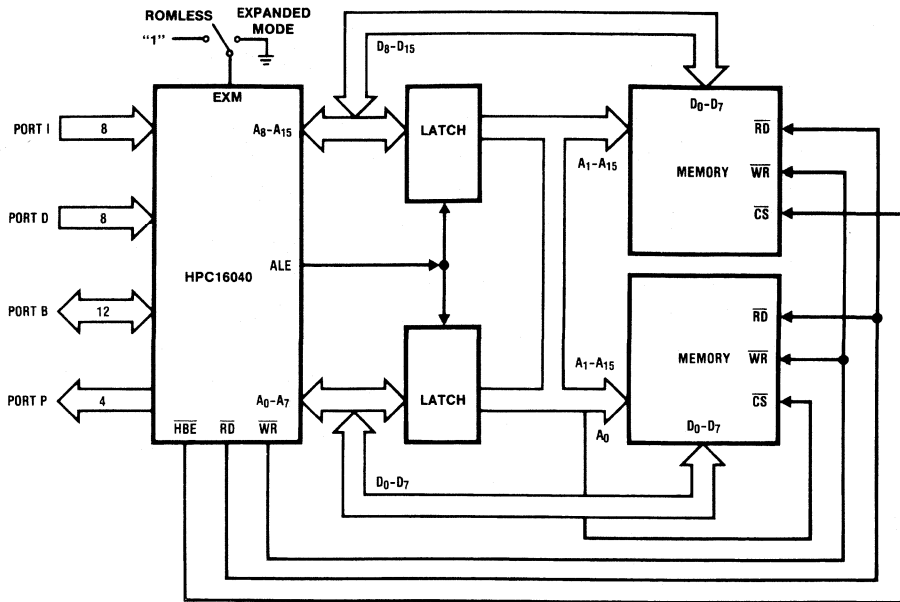 ROMLESS
EXPANDED
MODE
"1"
EXM
D8–D15
D0–D7
PORT I
8
A8–A15
LATCH
RD
A1–A15
MEMORY
WR
CS
PORT D
8
HPC16040
ALE
PORT B
12
RD
MEMORY
WR
A1–A15
PORT P
4
A0–A7
LATCH
CS
A0
D0–D7
HBE
RD
WR
D0–D7